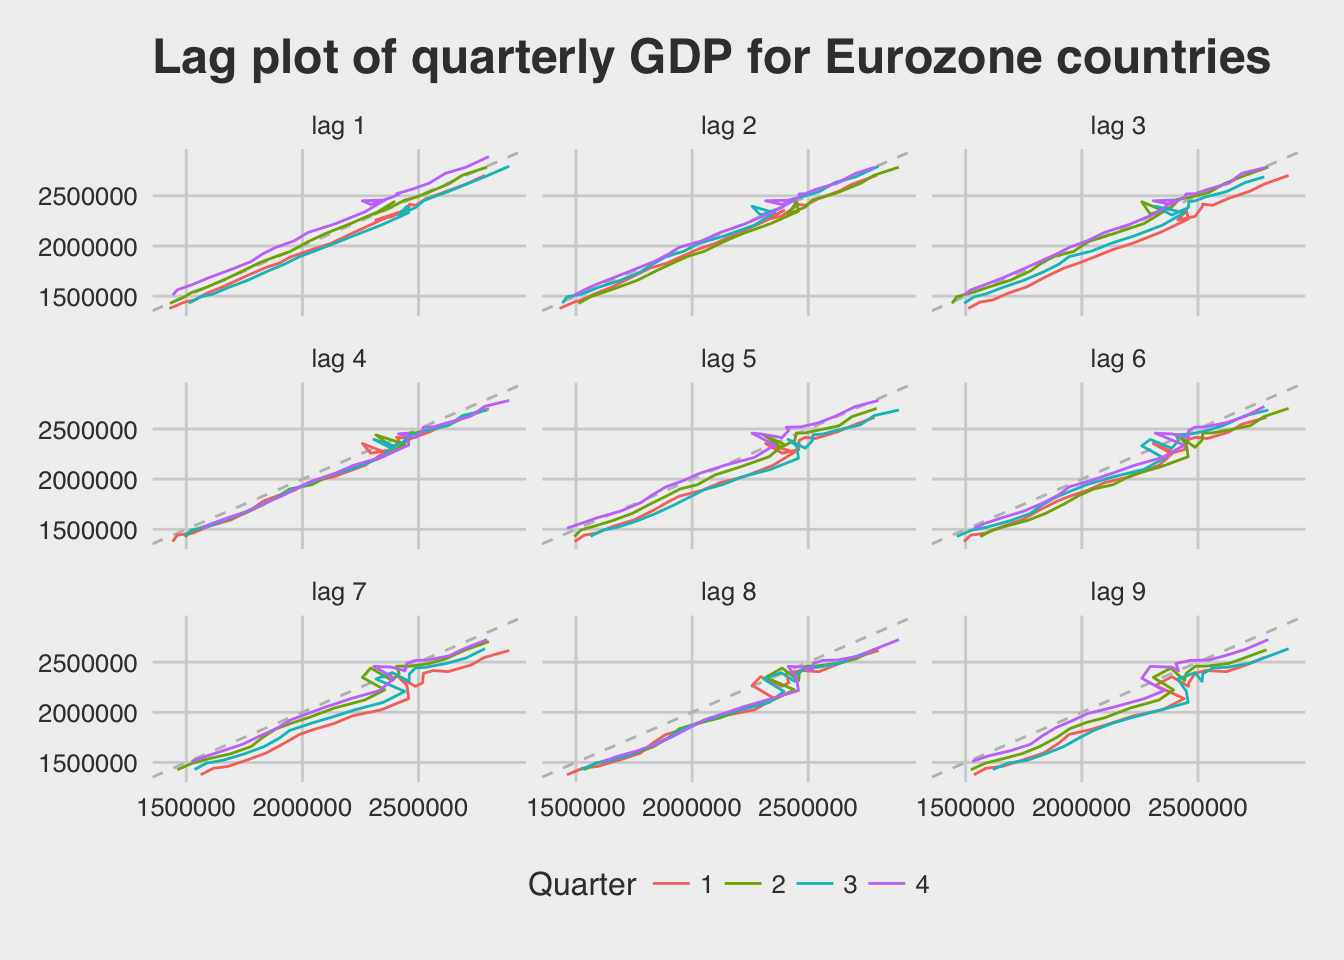 Lag plot of quarterly GDP for Eurozone countries
lag 1 lag 2 lag 3
2500000
2000000
1500000
lag 4 lag 5 lag 6
2500000
2000000
1500000
lag 7 lag 8 lag 9
2500000
2000000
1500000
1500000 2000000 2500000 1500000 2000000 2500000 1500000 2000000 2500000
Quarter 1 2 3 4